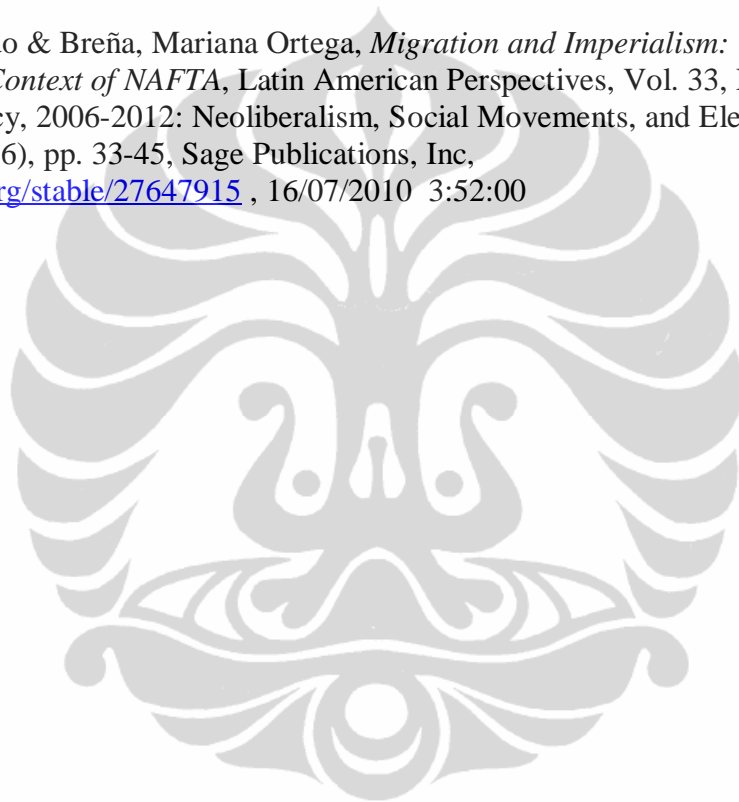 o & Breña, Mariana Ortega, Migration and Imperialism:
Context of NAFTA, Latin American Perspectives, Vol. 33,
cy, 2006-2012: Neoliberalism, Social Movements, and Ele
6), pp. 33-45, Sage Publications, Inc,
rg/stable/27647915 , 16/07/2010 3:52:00